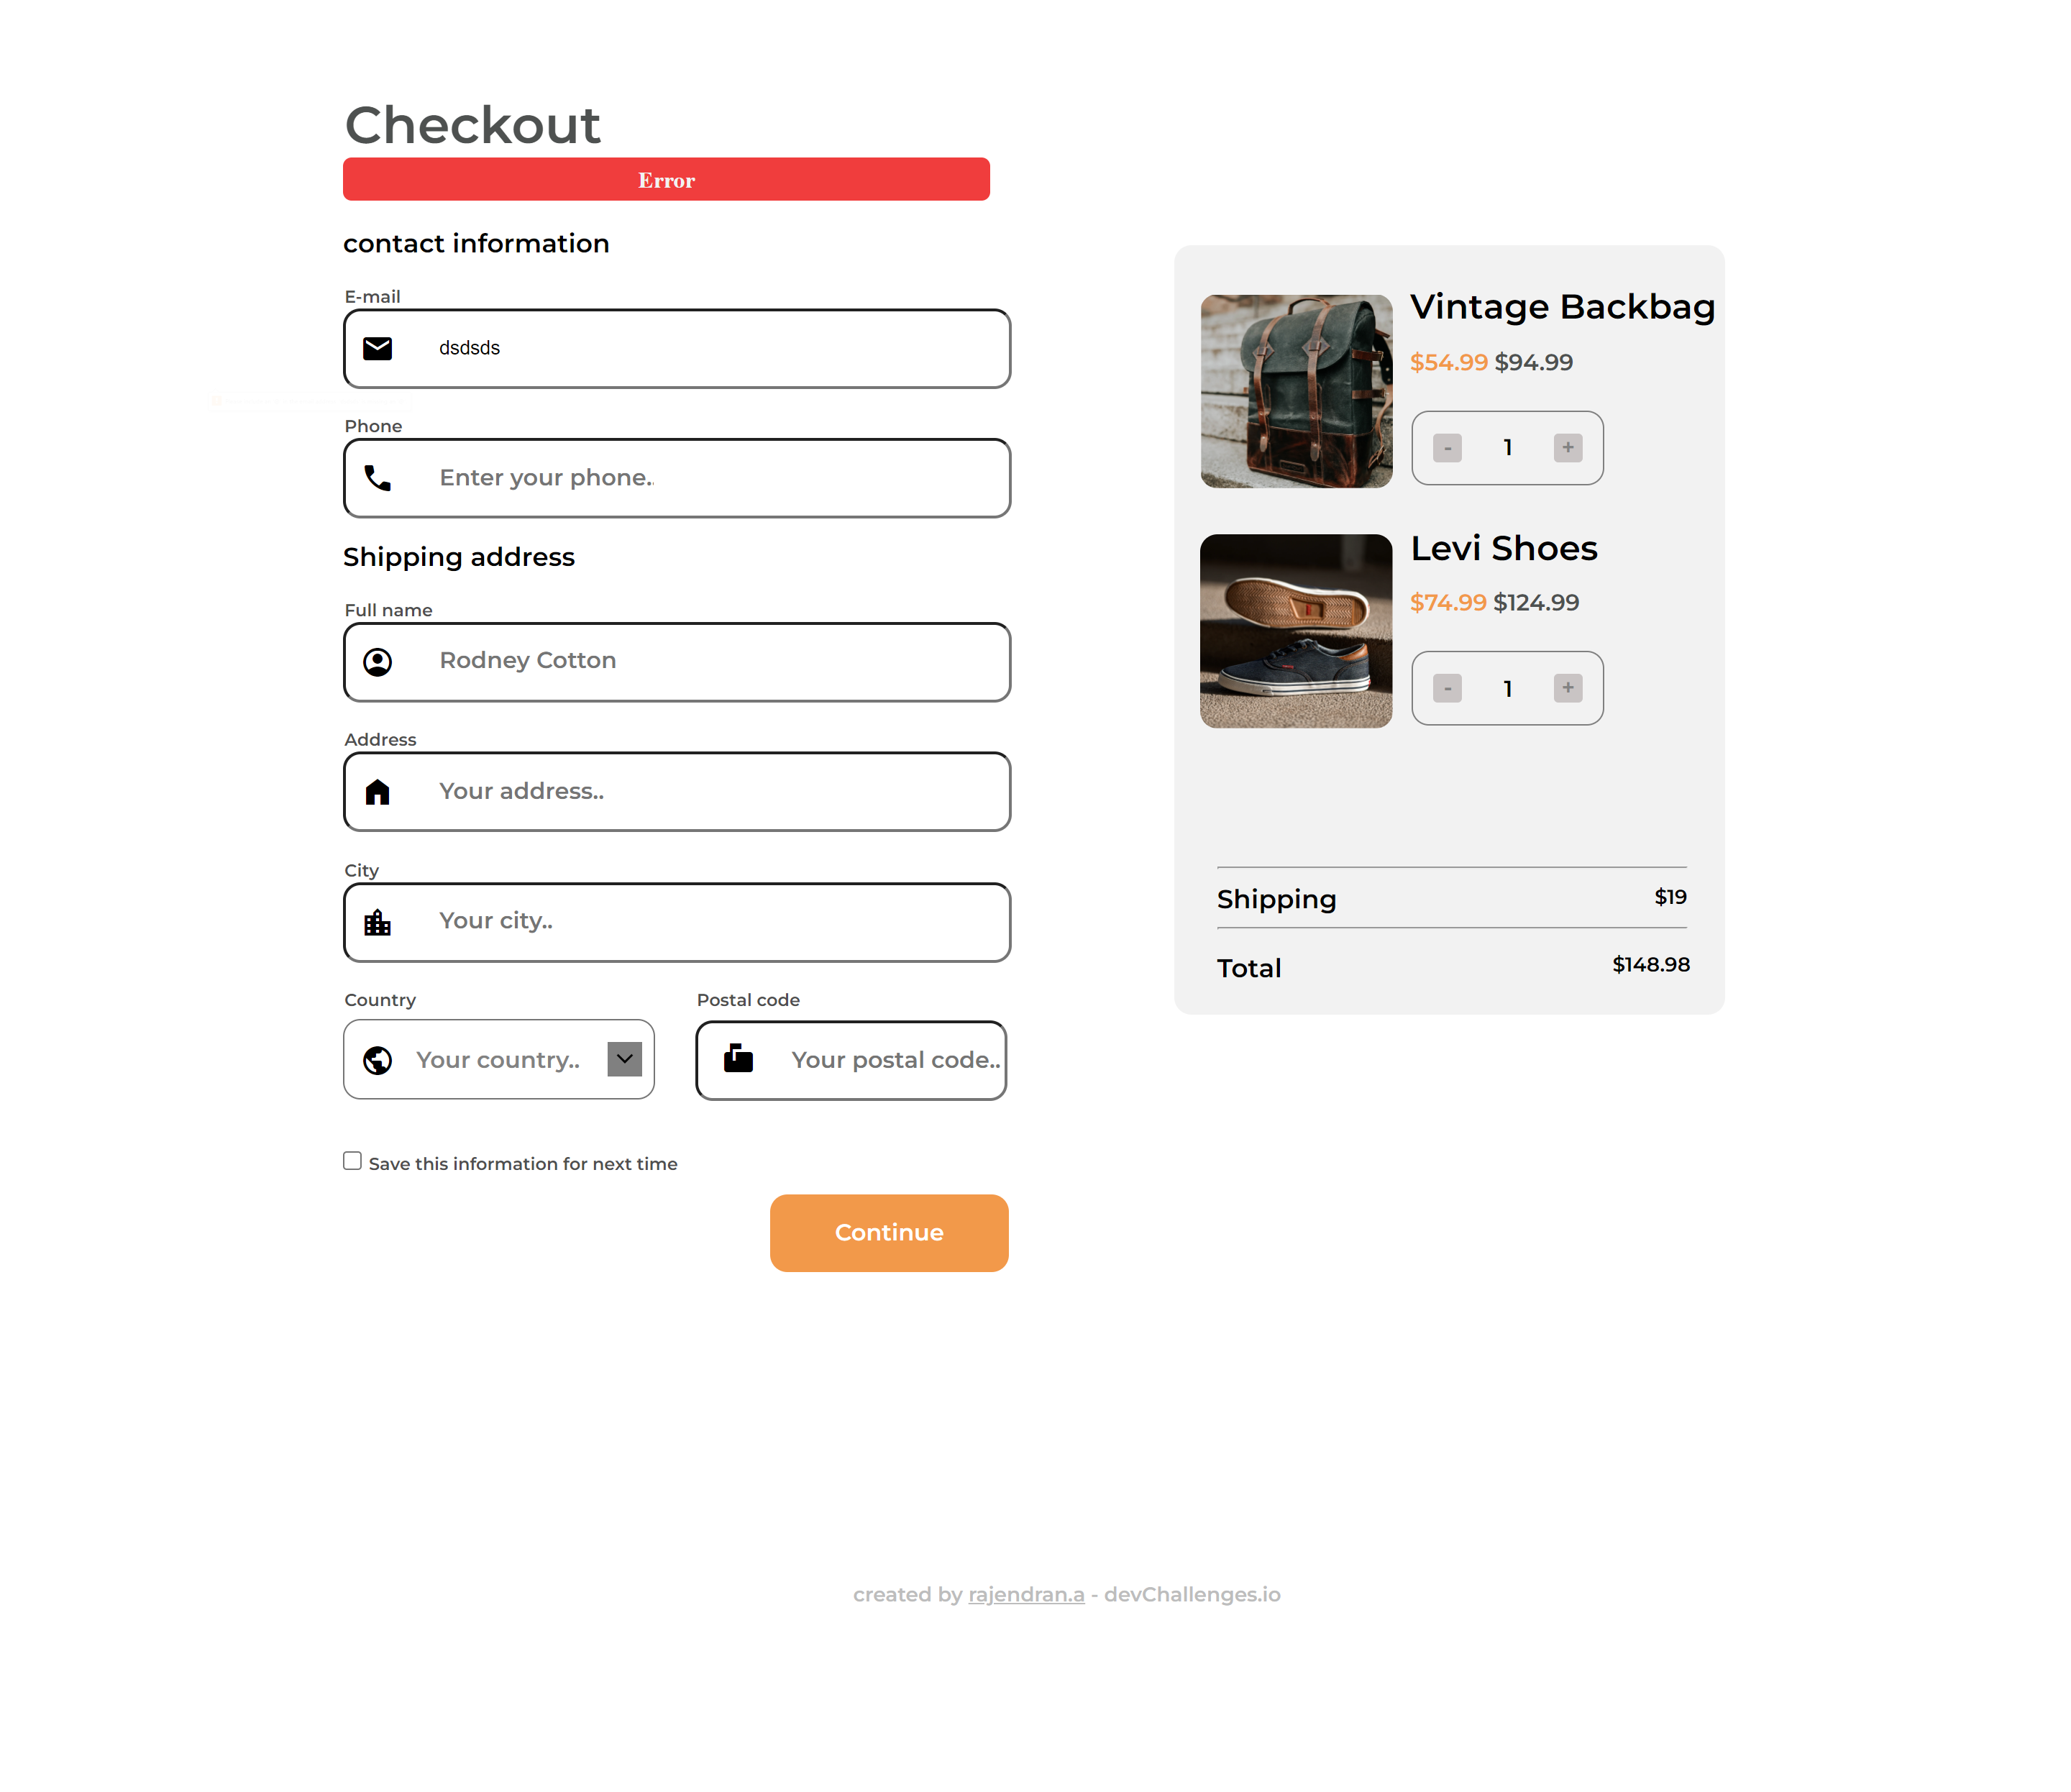 Checkout
Error
contact information
E-mail
dsdsds
Phone
Enter your phone..
Shipping address
Full name
Rodney Cotton
Address
Your address..
City
Your city..
Country
Postal code
Your country..
Your postal code..
Save this information for next time
Continue
Vintage Backbag
$54.99 $94.99
- 1 +
Levi Shoes
$74.99 $124.99
- 1 +
Shipping $19
Total $148.98
created by rajendran.a - devChallenges.io